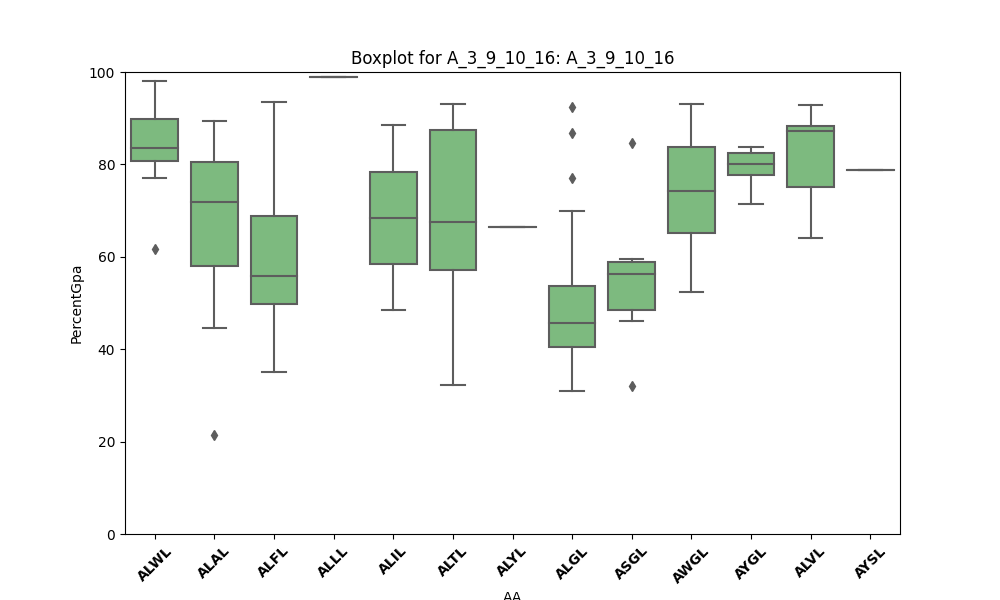 Boxplot for A_3_9_10_16: A_3_9_10_16
PercentGpa
100
80
60
40
20
0
ALWL
ALAL
ALFL
ALLL
ALIL
ALTL
ALYL
ALGL
ASGL
AWGL
AYGL
ALVL
AYSL
AA